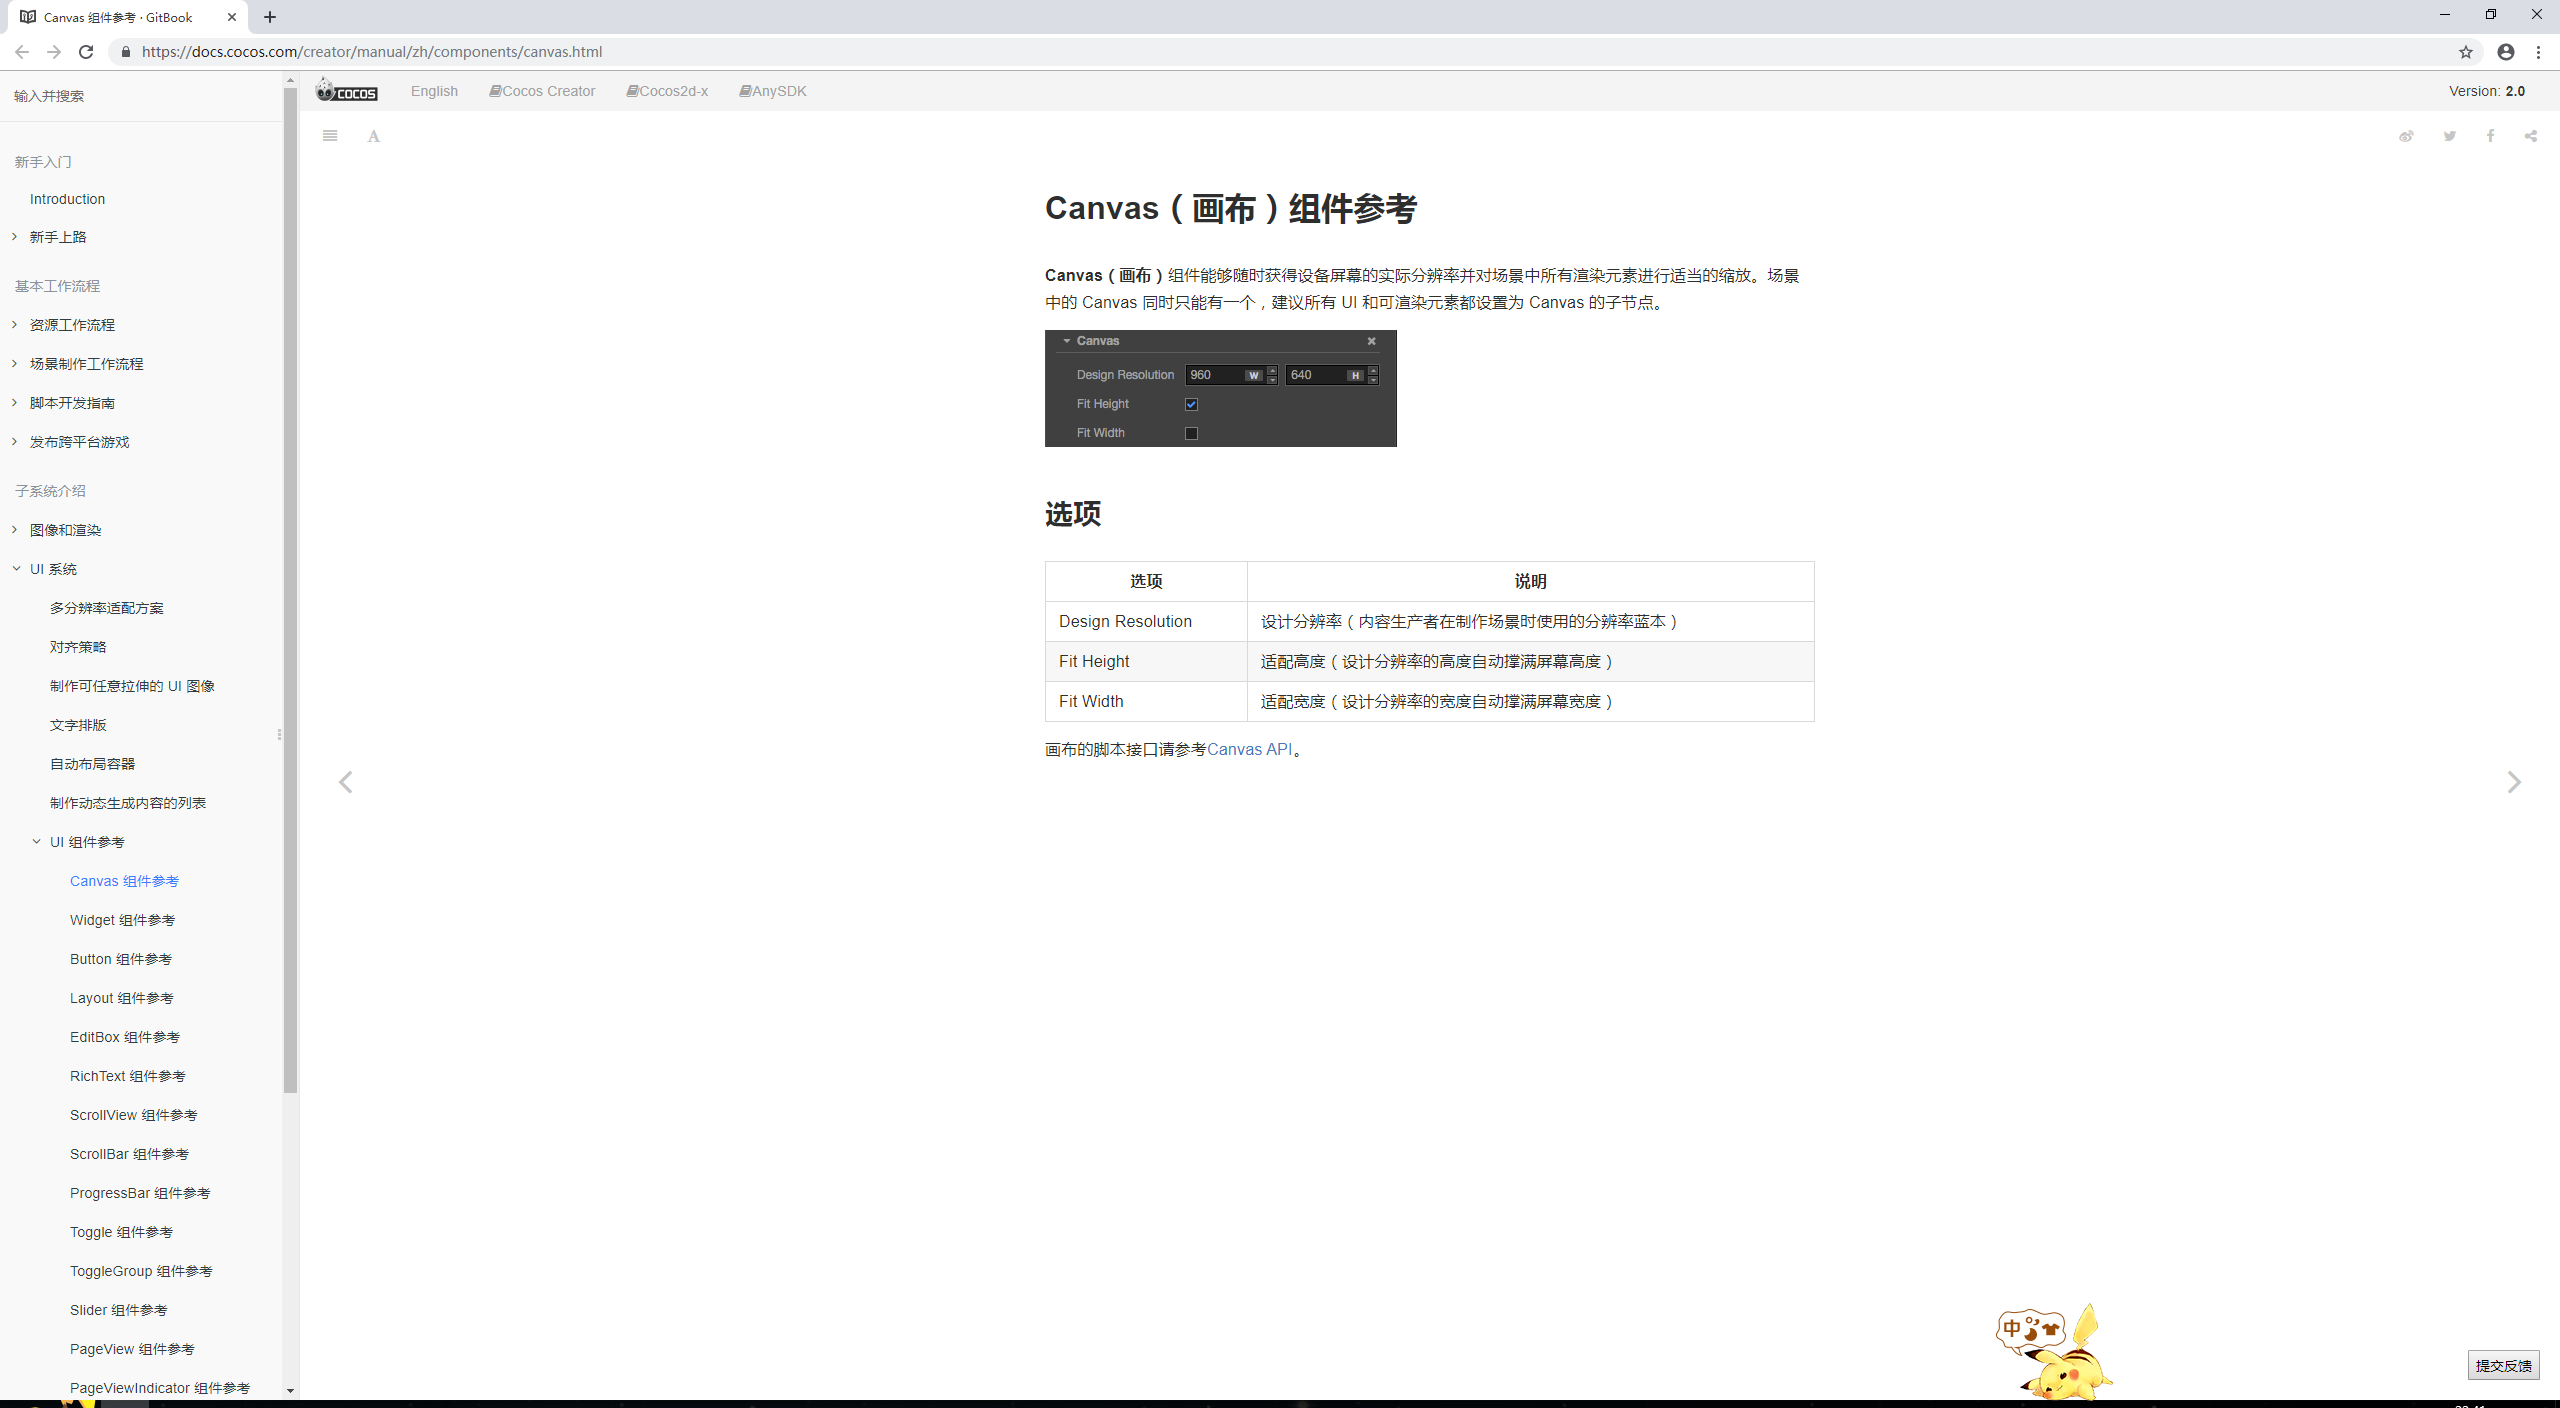 Canvas 组件参考 · GitBook
https://docs.cocos.com/creator/manual/zh/components/canvas.html
输入并搜索
COCOS
English
Cocos Creator
Cocos2d-x
AnySDK
Version: 2.0
A
新手入门
Introduction
新手上路
基本工作流程
资源工作流程
场景制作工作流程
脚本开发指南
发布跨平台游戏
子系统介绍
图像和渲染
UI 系统
多分辨率适配方案
对齐策略
制作可任意拉伸的 UI 图像
文字排版
自动布局容器
制作动态生成内容的列表
UI 组件参考
Canvas 组件参考
Widget 组件参考
Button 组件参考
Layout 组件参考
EditBox 组件参考
RichText 组件参考
ScrollView 组件参考
ScrollBar 组件参考
ProgressBar 组件参考
Toggle 组件参考
ToggleGroup 组件参考
Slider 组件参考
PageView 组件参考
PageViewIndicator 组件参考
Canvas（画布）组件参考
Canvas（画布）组件能够随时获得设备屏幕的实际分辨率并对场景中所有渲染元素进行适当的缩放。场景
中的 Canvas 同时只能有一个，建议所有 UI 和可渲染元素都设置为 Canvas 的子节点。
Canvas
Design Resolution 960 W 640 H
Fit Height
Fit Width
选项
选项 说明
Design Resolution 设计分辨率（内容生产者在制作场景时使用的分辨率蓝本）
Fit Height 适配高度（设计分辨率的高度自动撑满屏幕高度）
Fit Width 适配宽度（设计分辨率的宽度自动撑满屏幕宽度）
画布的脚本接口请参考Canvas API。
中
提交反馈